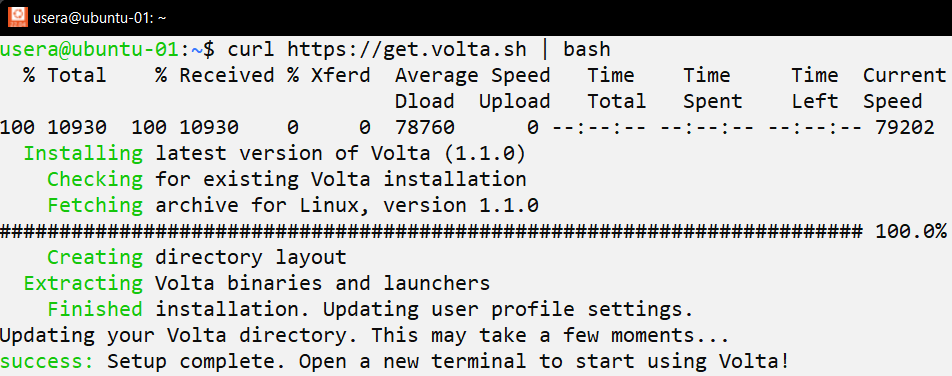 usera@ubuntu-01: ~
usera@ubuntu-01:~$ curl https://get.volta.sh | bash
  % Total    % Received % Xferd  Average Speed   Time    Time     Time  Current
                                 Dload  Upload   Total   Spent    Left  Speed
100 10930  100 10930    0     0  78760      0 --:--:-- --:--:-- --:--:-- 79202
  Installing latest version of Volta (1.1.0)
    Checking for existing Volta installation
    Fetching archive for Linux, version 1.1.0
######################################################################## 100.0%
    Creating directory layout
  Extracting Volta binaries and launchers
    Finished installation. Updating user profile settings.
Updating your Volta directory. This may take a few moments...
success: Setup complete. Open a new terminal to start using Volta!